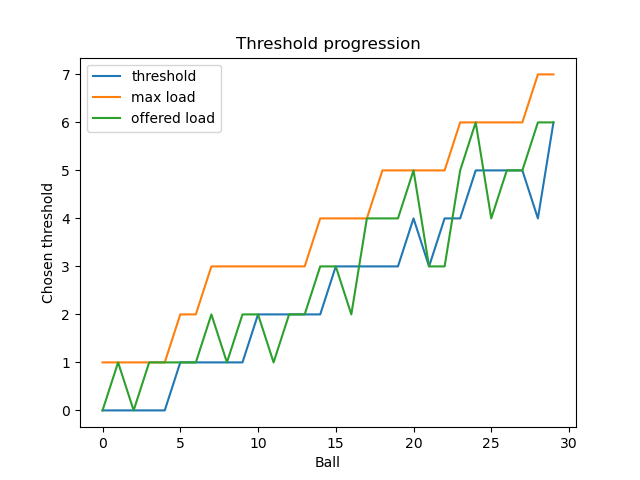 Threshold progression
threshold
max load
offered load
Chosen threshold
7
6
5
4
3
2
1
0
0 5 10 15 20 25 30
Ball